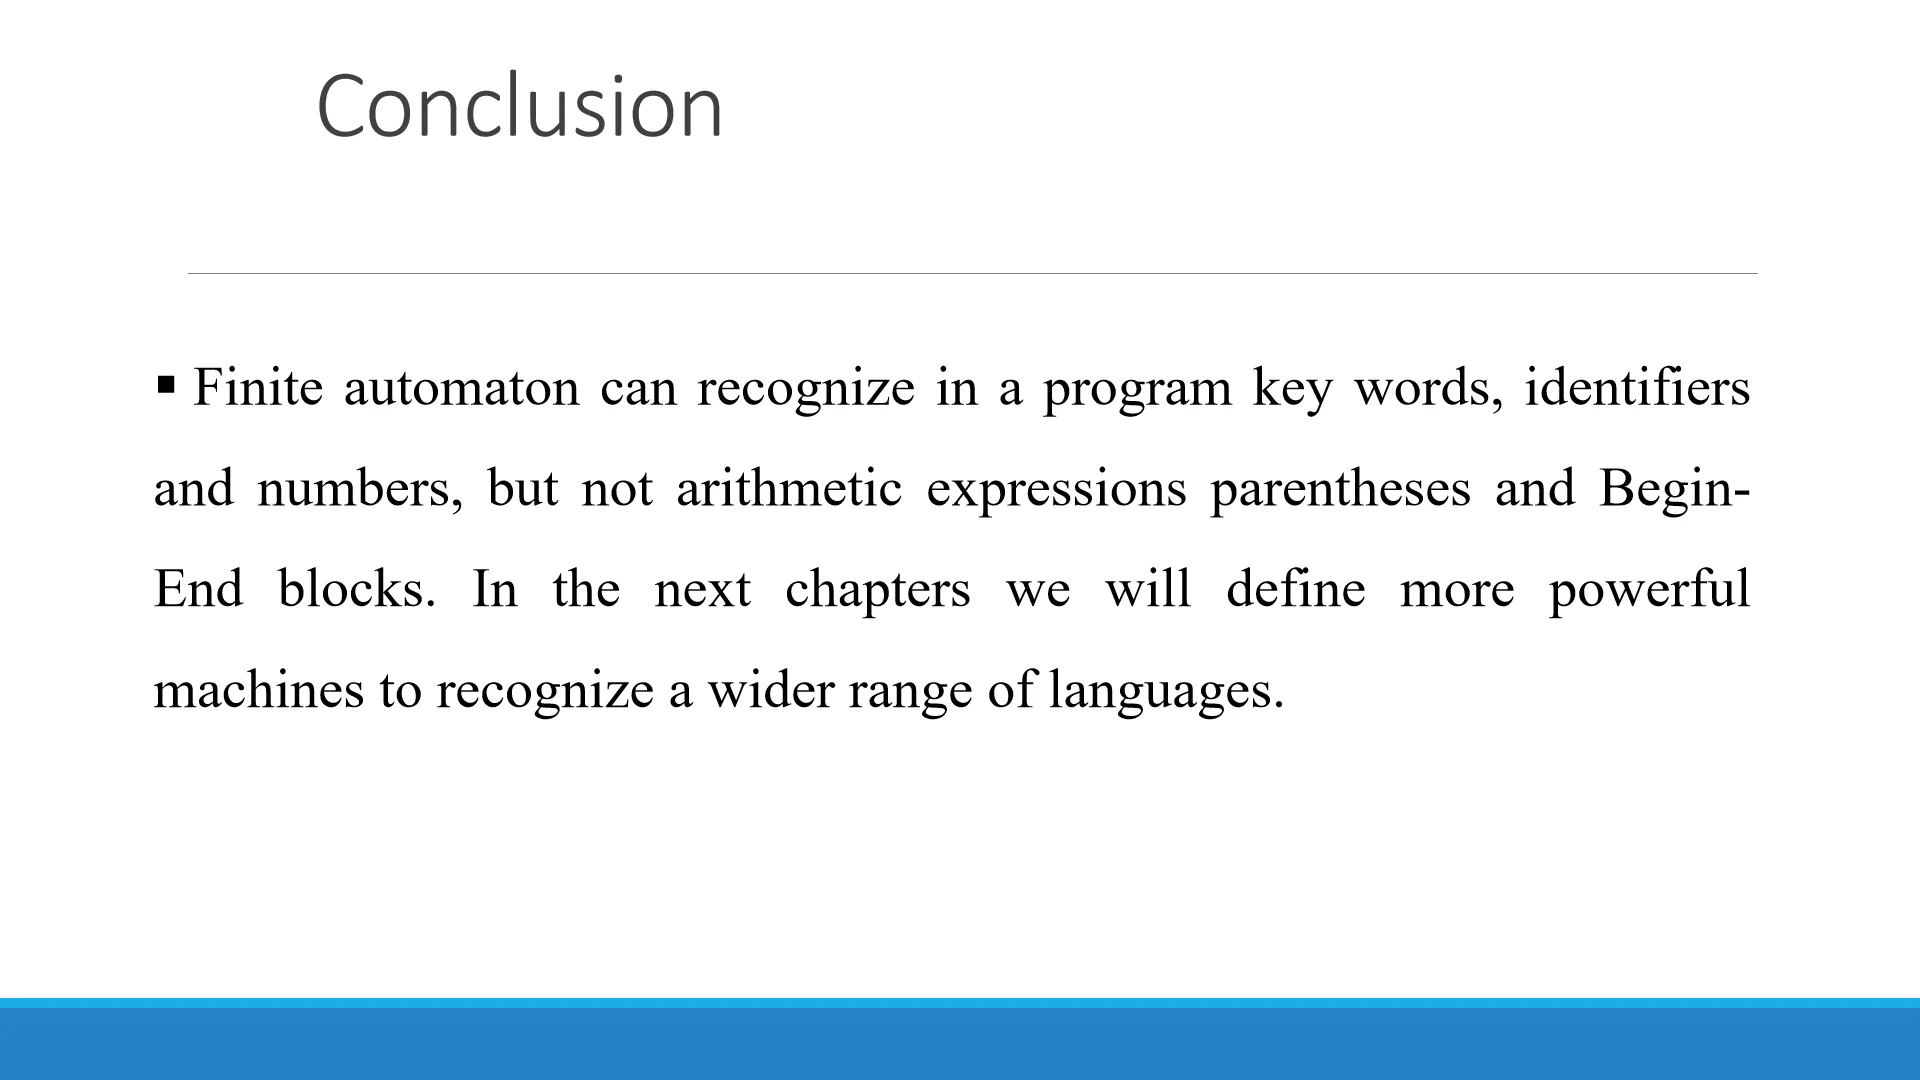 Conclusion
▪ Finite automaton can recognize in a program key words, identifiers
and numbers, but not arithmetic expressions parentheses and Begin-
End blocks. In the next chapters we will define more powerful
machines to recognize a wider range of languages.